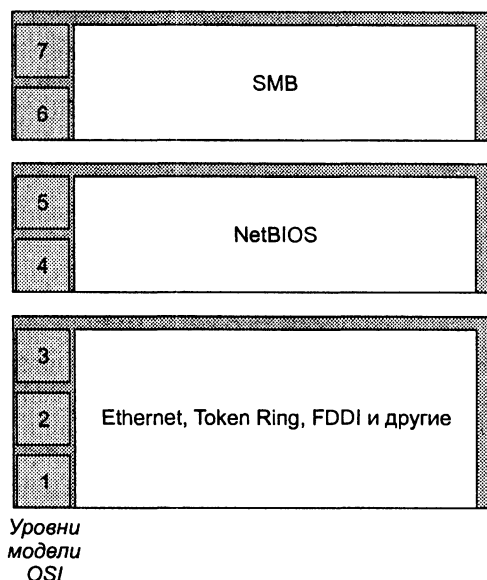 7
SMB
6
5
NetBIOS
4
3
2
Ethernet, Token Ring, FDDI и другие
1
Уровни
модели
OSI